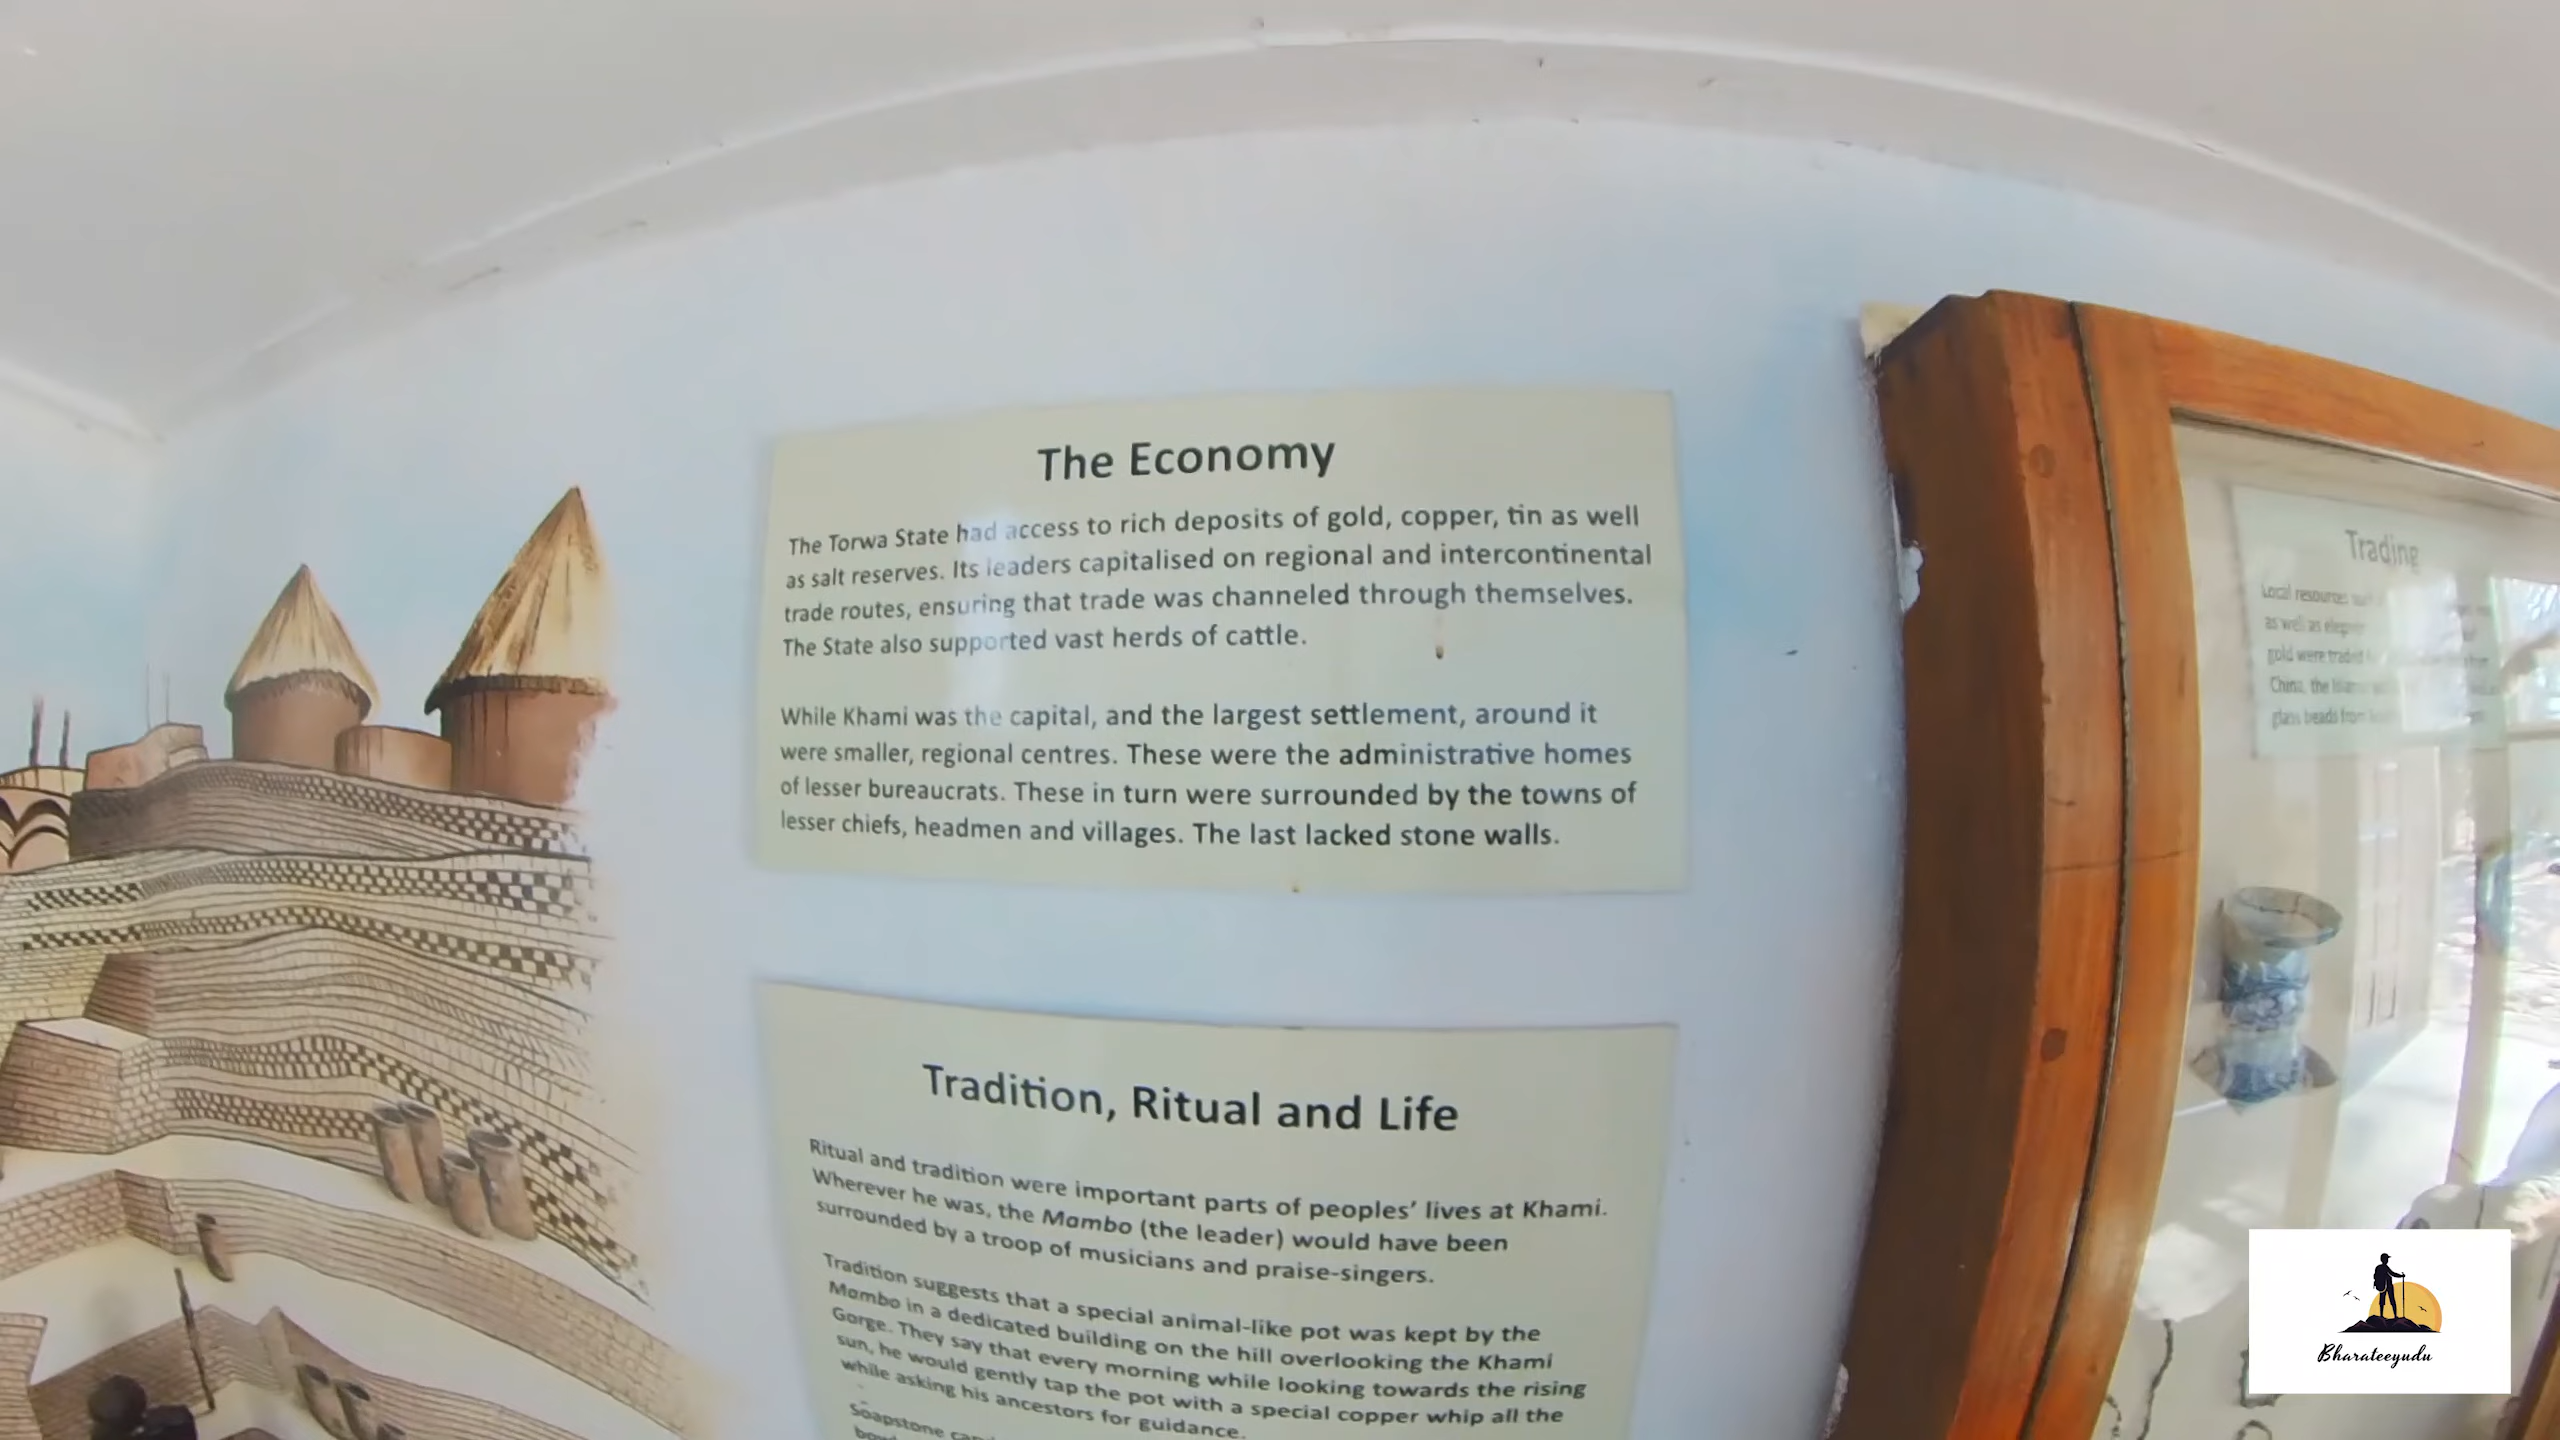 The Economy
The Torwa State had access to rich deposits of gold, copper, tin as well
as salt reserves. Its leaders capitalised on regional and intercontinental
trade routes, ensuring that trade was channeled through themselves.
The State also supported vast herds of cattle.
While Khami was the capital, and the largest settlement, around it
were smaller, regional centres. These were the administrative homes
of lesser bureaucrats. These in turn were surrounded by the towns of
lesser chiefs, headmen and villages. The last lacked stone walls.
Tradition, Ritual and Life
Ritual and tradition were important parts of peoples' lives at Khami.
Wherever he was, the Mambo (the leader) would have been
surrounded by a troop of musicians and praise-singers.
Tradition suggests that a special animal-like pot was kept by the
Mambo in a dedicated building on the hill overlooking the Khami
Gorge. They say that every morning while looking towards the rising
sun, he would gently tap the pot with a special copper whip all the
while asking his ancestors for guidance.
Soapstone
Trading
Local resources
as well as
gold were traded
China, the
glass beads from
Bharateeyudu